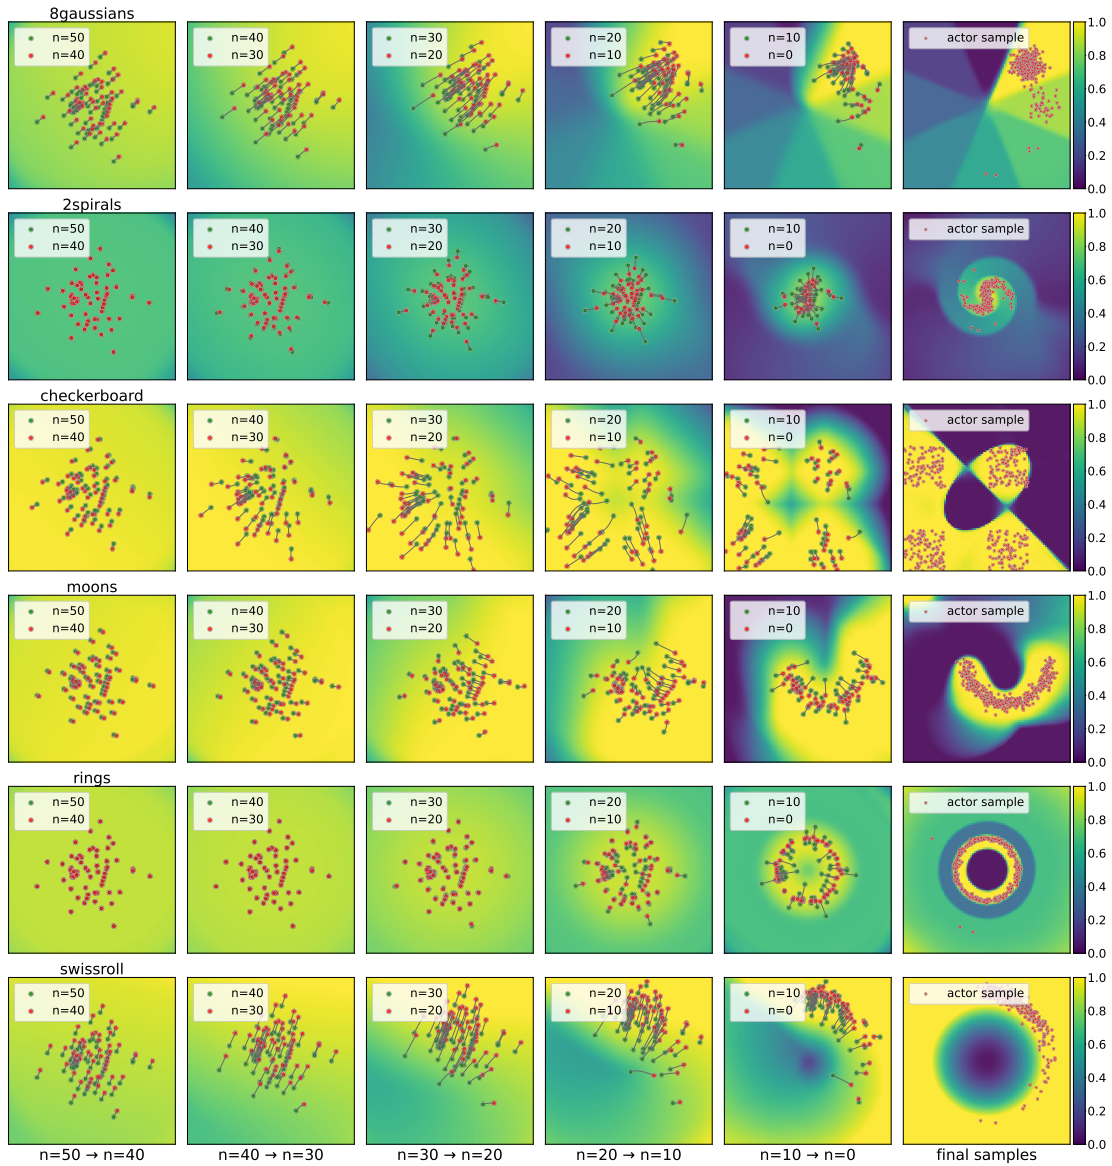 8gaussians
n=50
n=40
n=40
n=30
n=30
n=20
n=20
n=10
n=10
n=0
actor sample
1.0
0.8
0.6
0.4
0.2
0.0
2spirals
n=50
n=40
n=40
n=30
n=30
n=20
n=20
n=10
n=10
n=0
actor sample
1.0
0.8
0.6
0.4
0.2
0.0
checkerboard
n=50
n=40
n=40
n=30
n=30
n=20
n=20
n=10
n=10
n=0
actor sample
1.0
0.8
0.6
0.4
0.2
0.0
moons
n=50
n=40
n=40
n=30
n=30
n=20
n=20
n=10
n=10
n=0
actor sample
1.0
0.8
0.6
0.4
0.2
0.0
rings
n=50
n=40
n=40
n=30
n=30
n=20
n=20
n=10
n=10
n=0
actor sample
1.0
0.8
0.6
0.4
0.2
0.0
swissroll
n=50
n=40
n=40
n=30
n=30
n=20
n=20
n=10
n=10
n=0
actor sample
1.0
0.8
0.6
0.4
0.2
0.0
n=50 → n=40
n=40 → n=30
n=30 → n=20
n=20 → n=10
n=10 → n=0
final samples